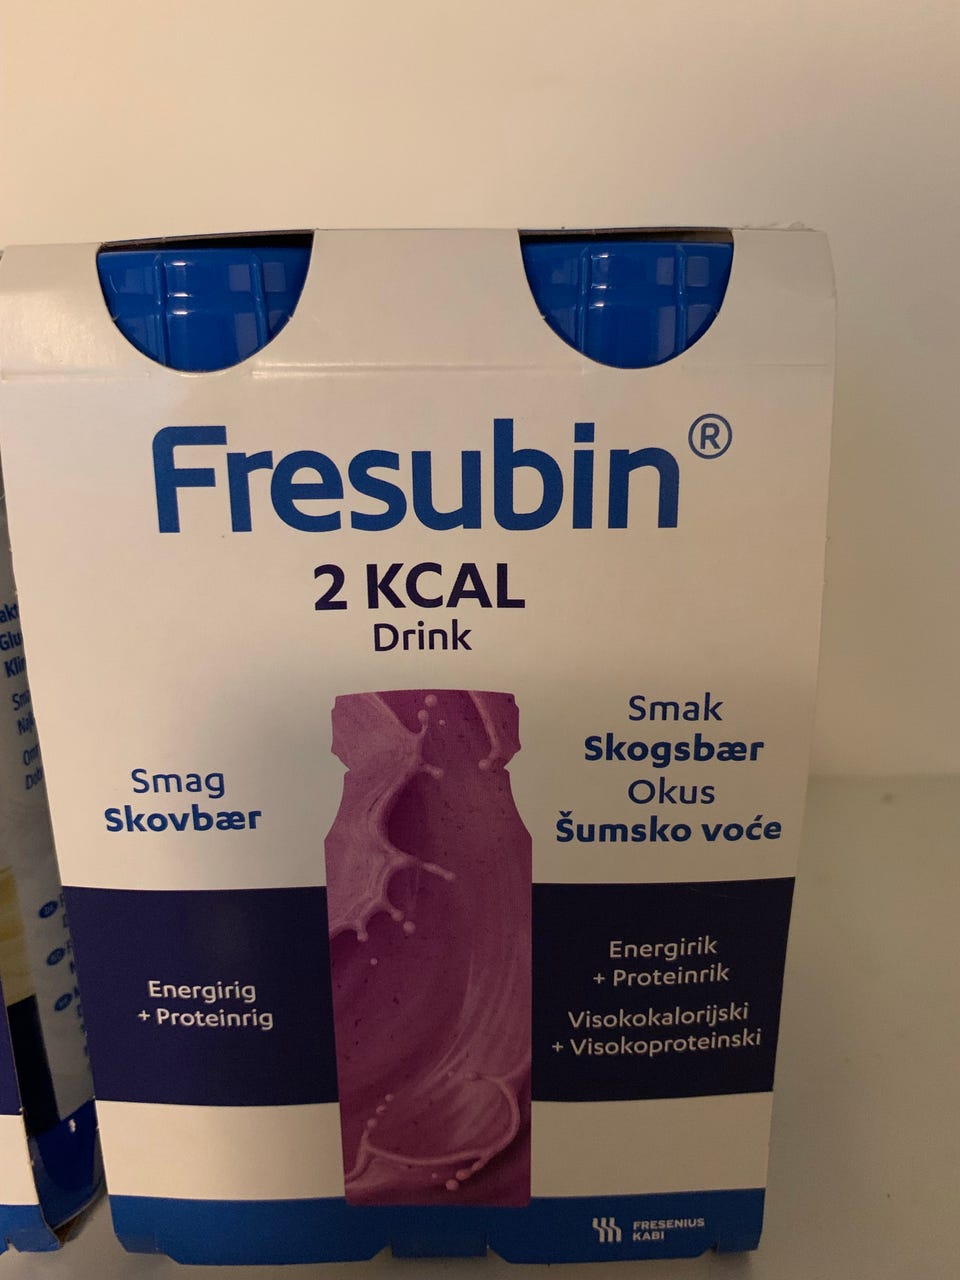 Fresubin®
2 KCAL
Drink
Smag
Skovbær
Smak
Skogsbær
Okus
Šumsko voće
Energirig
+ Proteinrig
Energirik
+ Proteinrik
Visokokalorijski
+ Visokoproteinski
FRESENIUS
KABI